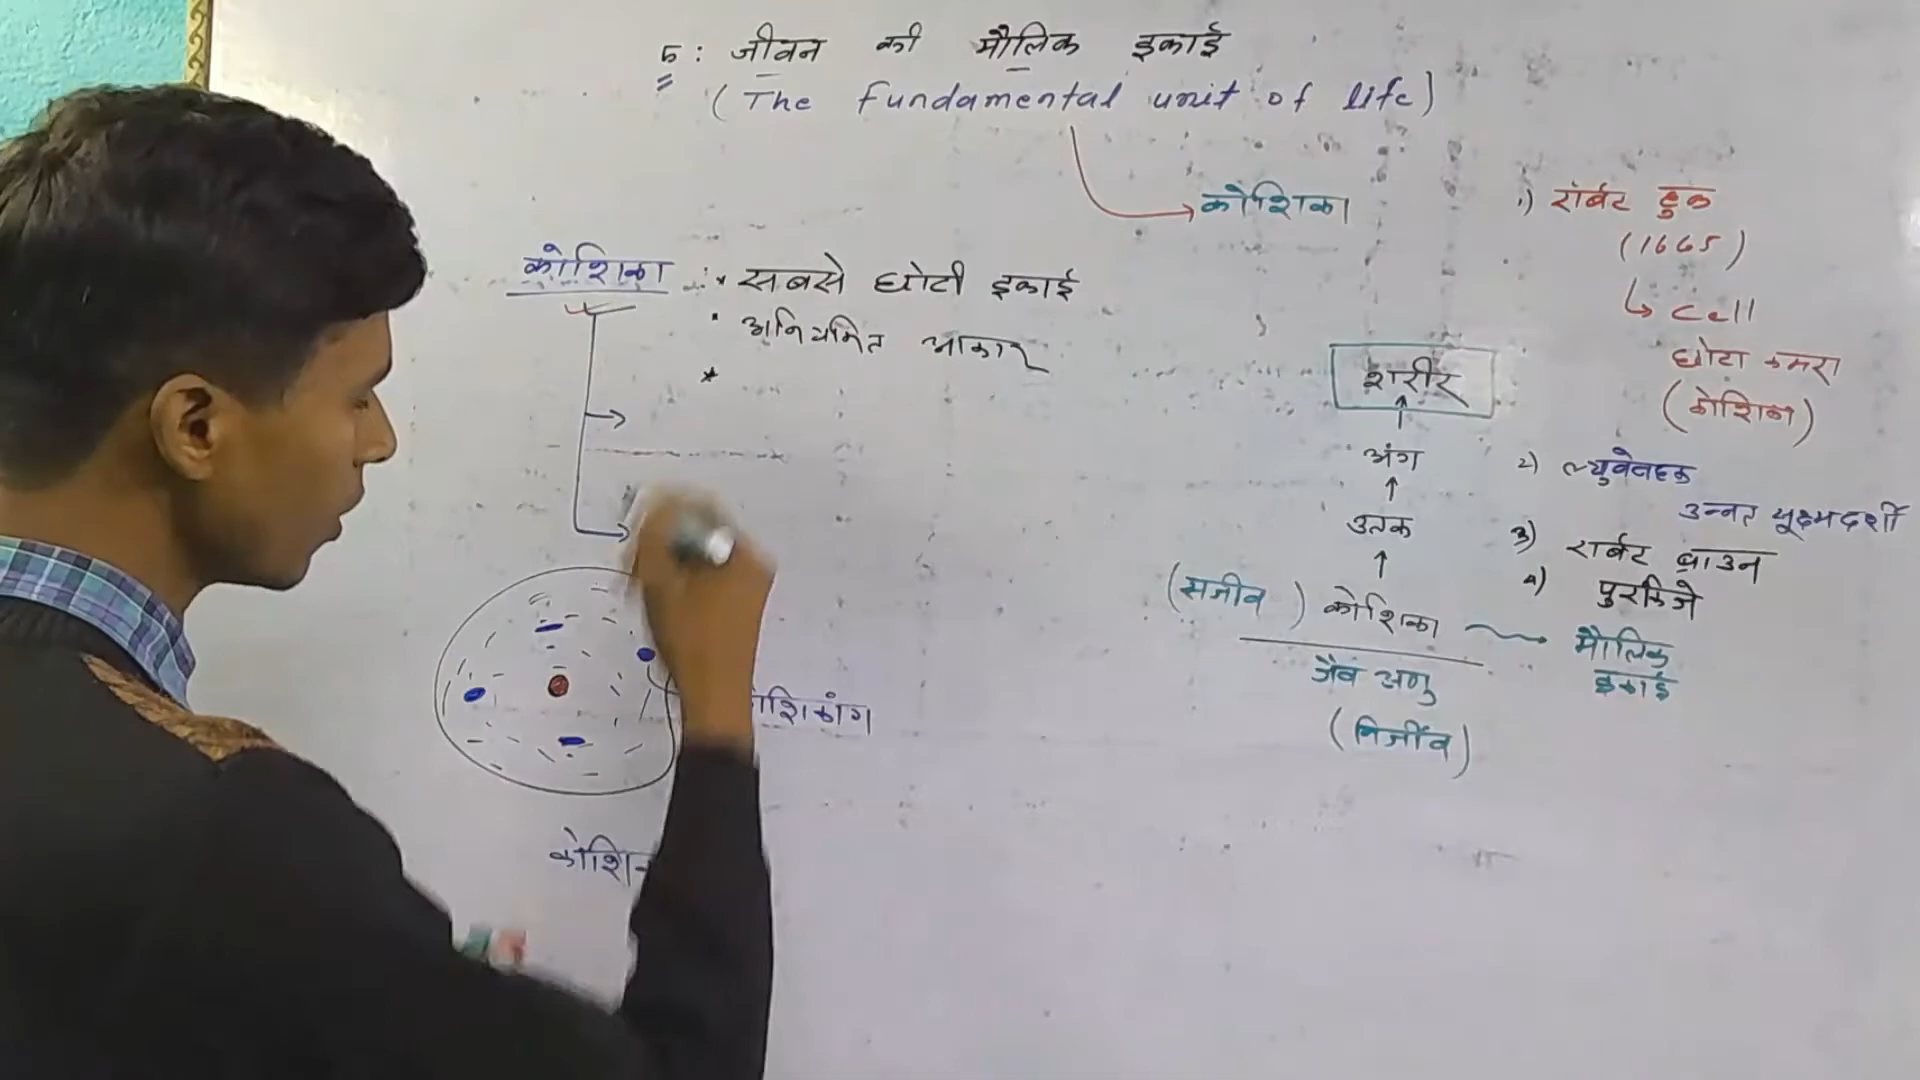 5: जीवन की मौलिक इकाई
(The fundamental unit of life)
कोशिका
कोशिका : * सबसे छोटी इकाई
* अनियमित आकार
*
शरीर
अंग
उतक
(सजीव) कोशिका
मौलिक
इकाई
जैव अणु
(निर्जीव)
1) रॉबर्ट हुक
(1665)
Cell
छोटा कमरा
(कोशिका)
2) ल्युवेनहक
उन्नत सूक्ष्मदर्शी
3) राबर्ट ब्राउन
4) पुरकिंजे